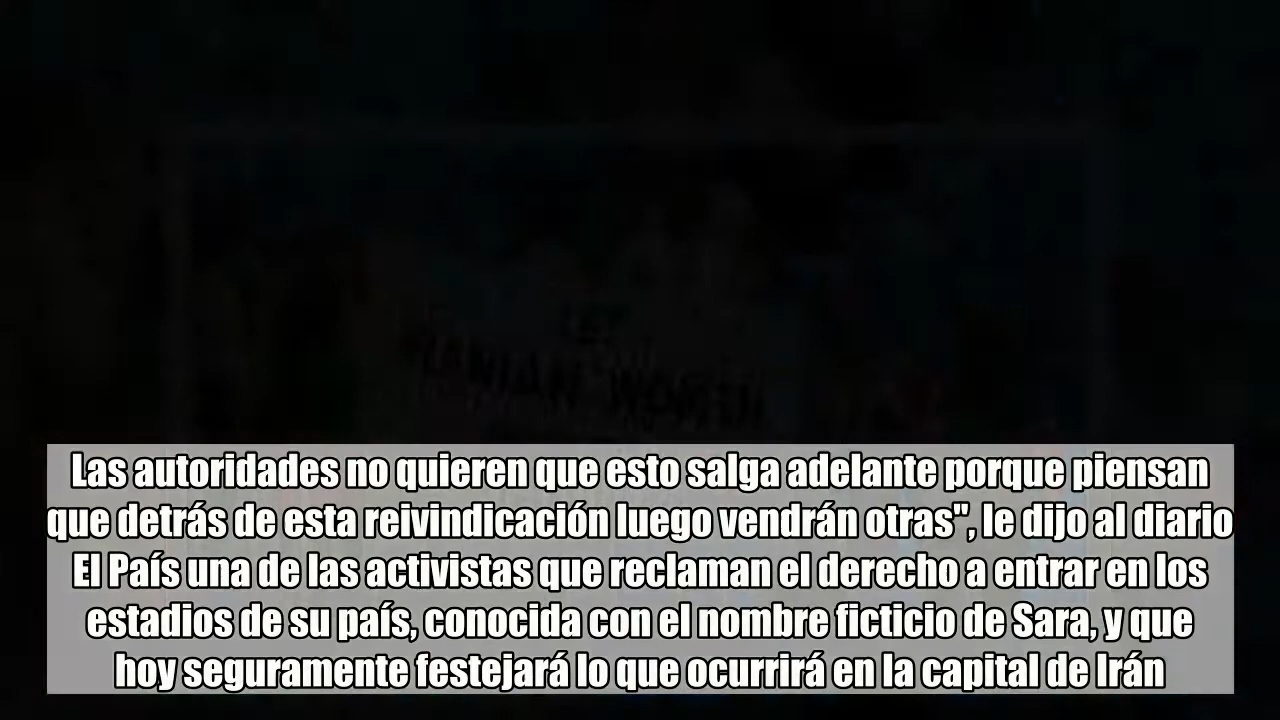 IRANIAN WOMEN
Las autoridades no quieren que esto salga adelante porque piensan
que detrás de esta reivindicación luego vendrán otras", le dijo al diario
El País una de las activistas que reclaman el derecho a entrar en los
estadios de su país, conocida con el nombre ficticio de Sara, y que
hoy seguramente festejará lo que ocurrirá en la capital de Irán